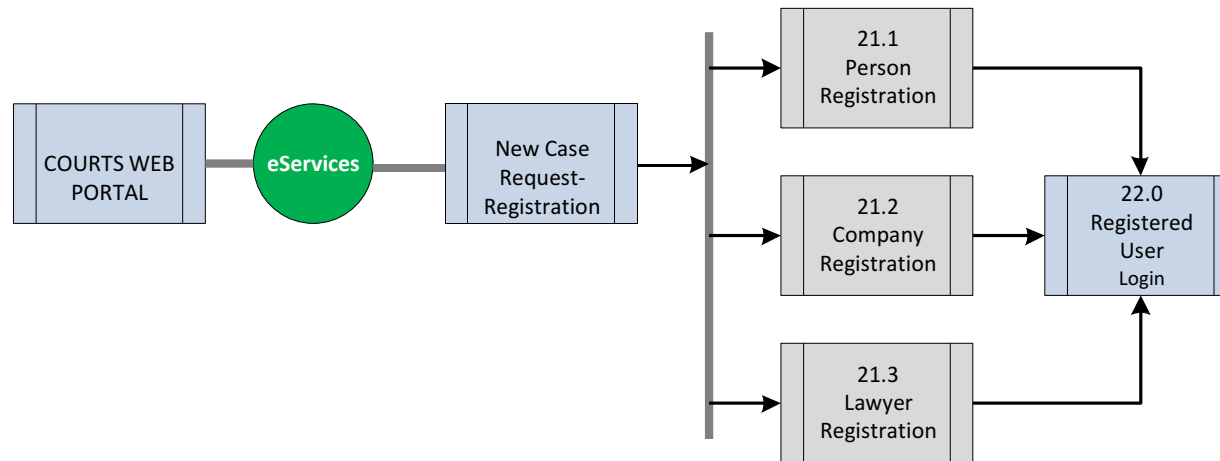 COURTS WEB
PORTAL
eServices
New Case
Request-
Registration
21.1
Person
Registration
21.2
Company
Registration
21.3
Lawyer
Registration
22.0
Registered
User
Login